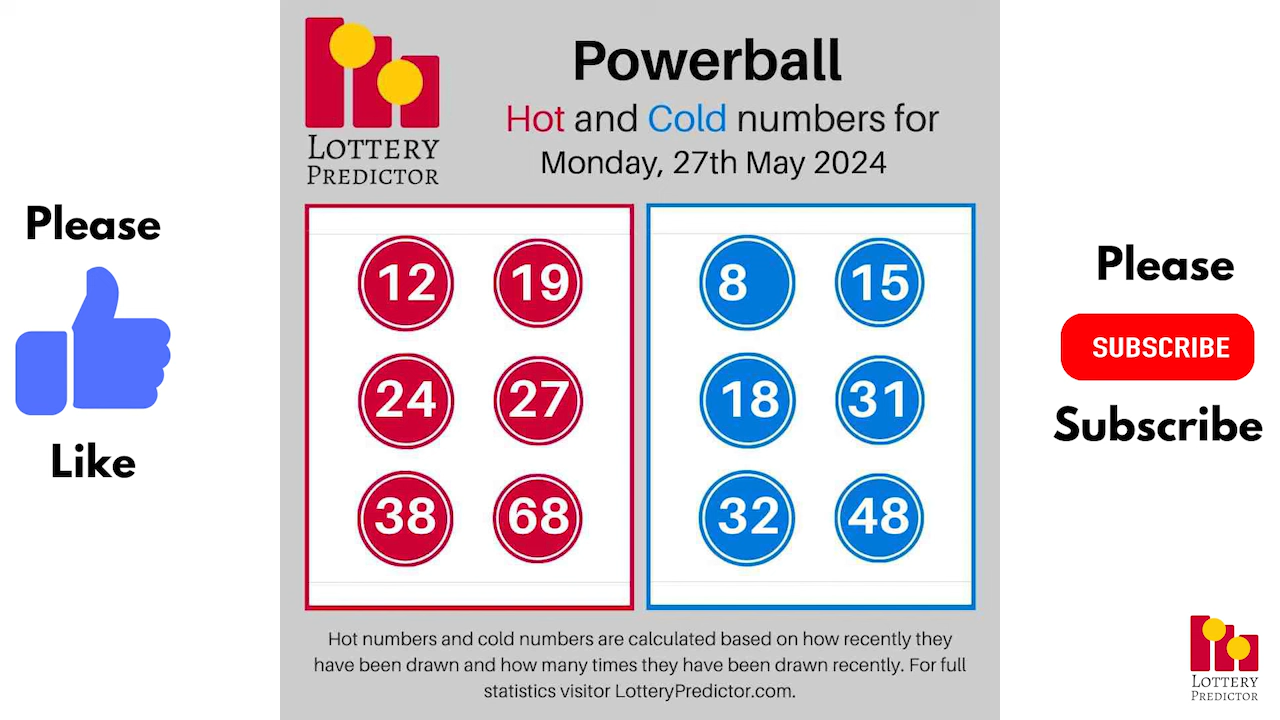 LOTTERY
PREDICTOR
Powerball
Hot and Cold numbers for
Monday, 27th May 2024
Please
Like
12 19
24 27
38 68
8 15
18 31
32 48
Please
SUBSCRIBE
Subscribe
Hot numbers and cold numbers are calculated based on how recently they
have been drawn and how many times they have been drawn recently. For full
statistics visitor LotteryPredictor.com.
LOTTERY
PREDICTOR